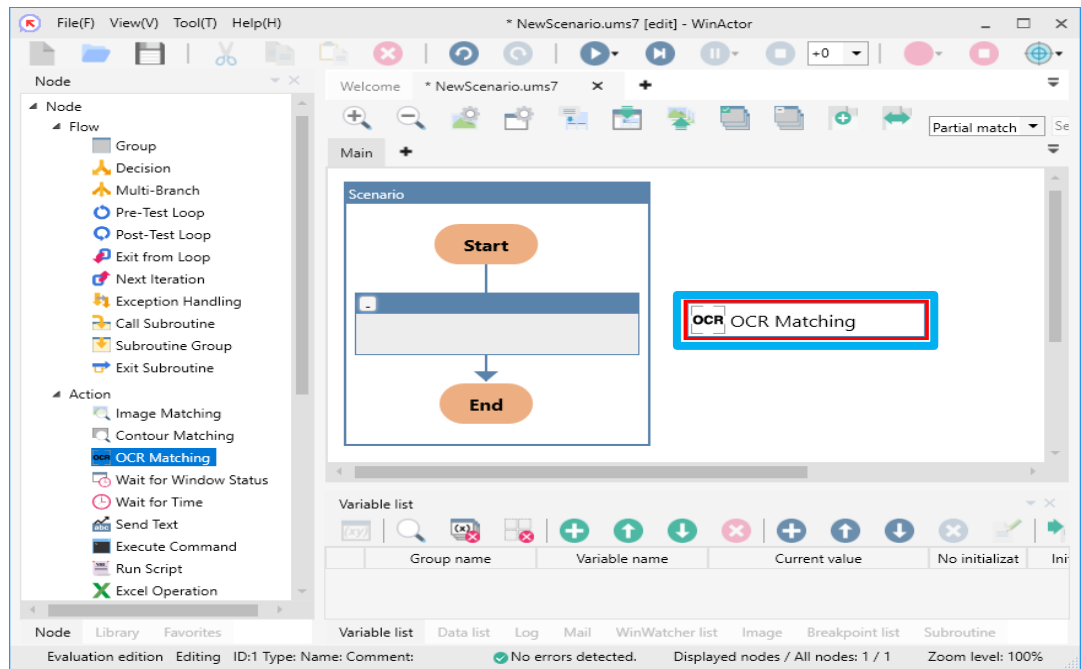 File(F) View(V) Tool(T) Help(H)
* NewScenario.ums7 [edit] - WinActor
+0
Node
Node
Flow
Group
Decision
Multi-Branch
Pre-Test Loop
Post-Test Loop
Exit from Loop
Next Iteration
Exception Handling
Call Subroutine
Subroutine Group
Exit Subroutine
Action
Image Matching
Contour Matching
OCR OCR Matching
Wait for Window Status
Wait for Time
abc Send Text
Execute Command
Run Script
Excel Operation
Node Library Favorites
Welcome * NewScenario.ums7
Partial match Se
Main
Scenario
Start
End
OCR OCR Matching
Variable list
(xy) (x)
Group name Variable name Current value No initializat Ini
Variable list Data list Log Mail WinWatcher list Image Breakpoint list Subroutine
Evaluation edition Editing ID:1 Type: Name: Comment: No errors detected. Displayed nodes / All nodes: 1 / 1 Zoom level: 100%